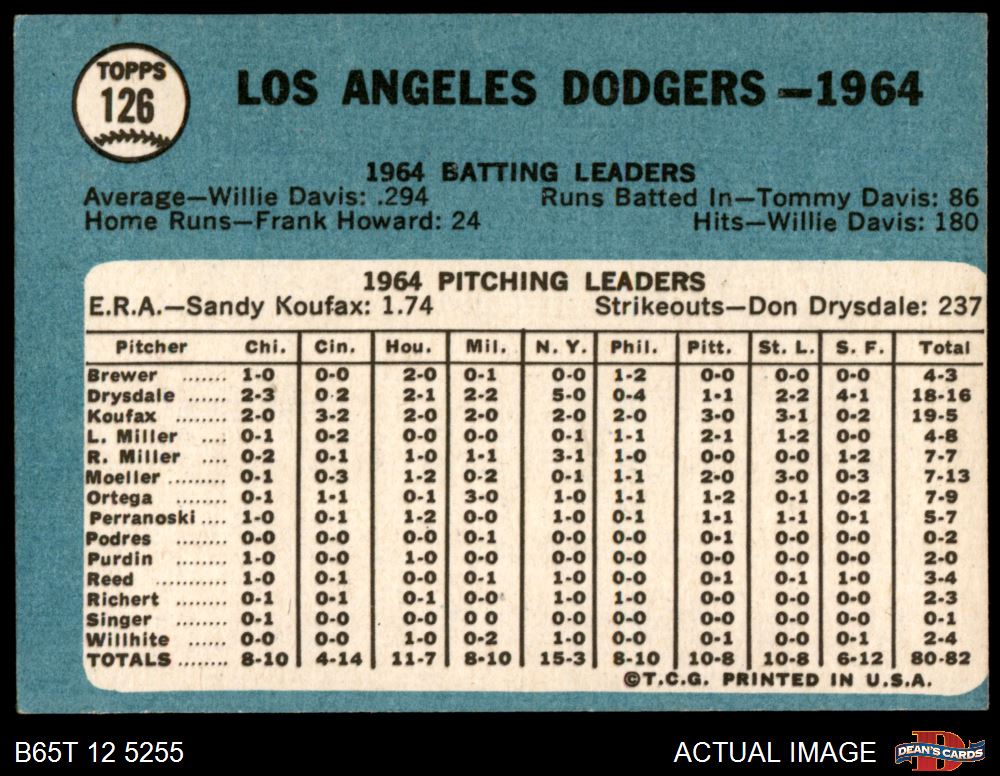 TOPPS
126
LOS ANGELES DODGERS—1964
1964 BATTING LEADERS
Average—Willie Davis: .294 Runs Batted In—Tommy Davis: 86
Home Runs—Frank Howard: 24 Hits—Willie Davis: 180
1964 PITCHING LEADERS
E.R.A.—Sandy Koufax: 1.74 Strikeouts—Don Drysdale: 237
Pitcher Chi. Cin. Hou. Mil. N. Y. Phil. Pitt. St. L. S. F. Total
Brewer ....... 1-0 0-0 2-0 0-1 0-0 1-2 0-0 0-0 0-0 4-3
Drysdale ...... 2-3 0-2 2-1 2-2 5-0 0-4 1-1 2-2 4-1 18-16
Koufax ........ 2-0 3-2 2-0 2-0 2-0 2-0 3-0 3-1 0-2 19-5
L. Miller .... 0-1 0-2 0-0 0-0 0-1 1-1 2-1 1-2 0-0 4-8
R. Miller .... 0-2 0-1 1-0 1-1 3-1 1-0 0-0 0-0 1-2 7-7
Moeller ......... 0-1 0-3 1-2 0-2 0-1 1-1 2-0 3-0 0-3 7-13
Ortega ........ 0-1 1-1 0-1 3-0 1-0 1-1 1-2 0-1 0-2 7-9
Perranoski .... 1-0 0-1 1-2 0-0 1-0 0-1 1-1 1-1 0-1 5-7
Podres ........ 0-0 0-0 0-0 0-1 0-0 0-0 0-1 0-0 0-0 0-2
Purdin ........ 1-0 0-0 1-0 0-0 0-0 0-0 0-0 0-0 0-0 2-0
Reed ........... 1-0 0-1 0-0 0-1 1-0 0-0 0-1 0-1 1-0 3-4
Richert ........ 0-1 0-1 0-1 0-0 1-0 1-0 0-0 0-0 0-0 2-3
Singer ......... 0-1 0-0 0-0 0 0 0-0 0-0 0-0 0-0 0-0 0-1
Willhite ...... 0-0 0-0 1-0 0-2 1-0 0-0 0-1 0-0 0-1 2-4
TOTALS ........ 8-10 4-14 11-7 8-10 15-3 8-10 10-8 10-8 6-12 80-82
©T.C.G. PRINTED IN U.S.A.
B65T 12 5255 ACTUAL IMAGE DEAN'S CARDS